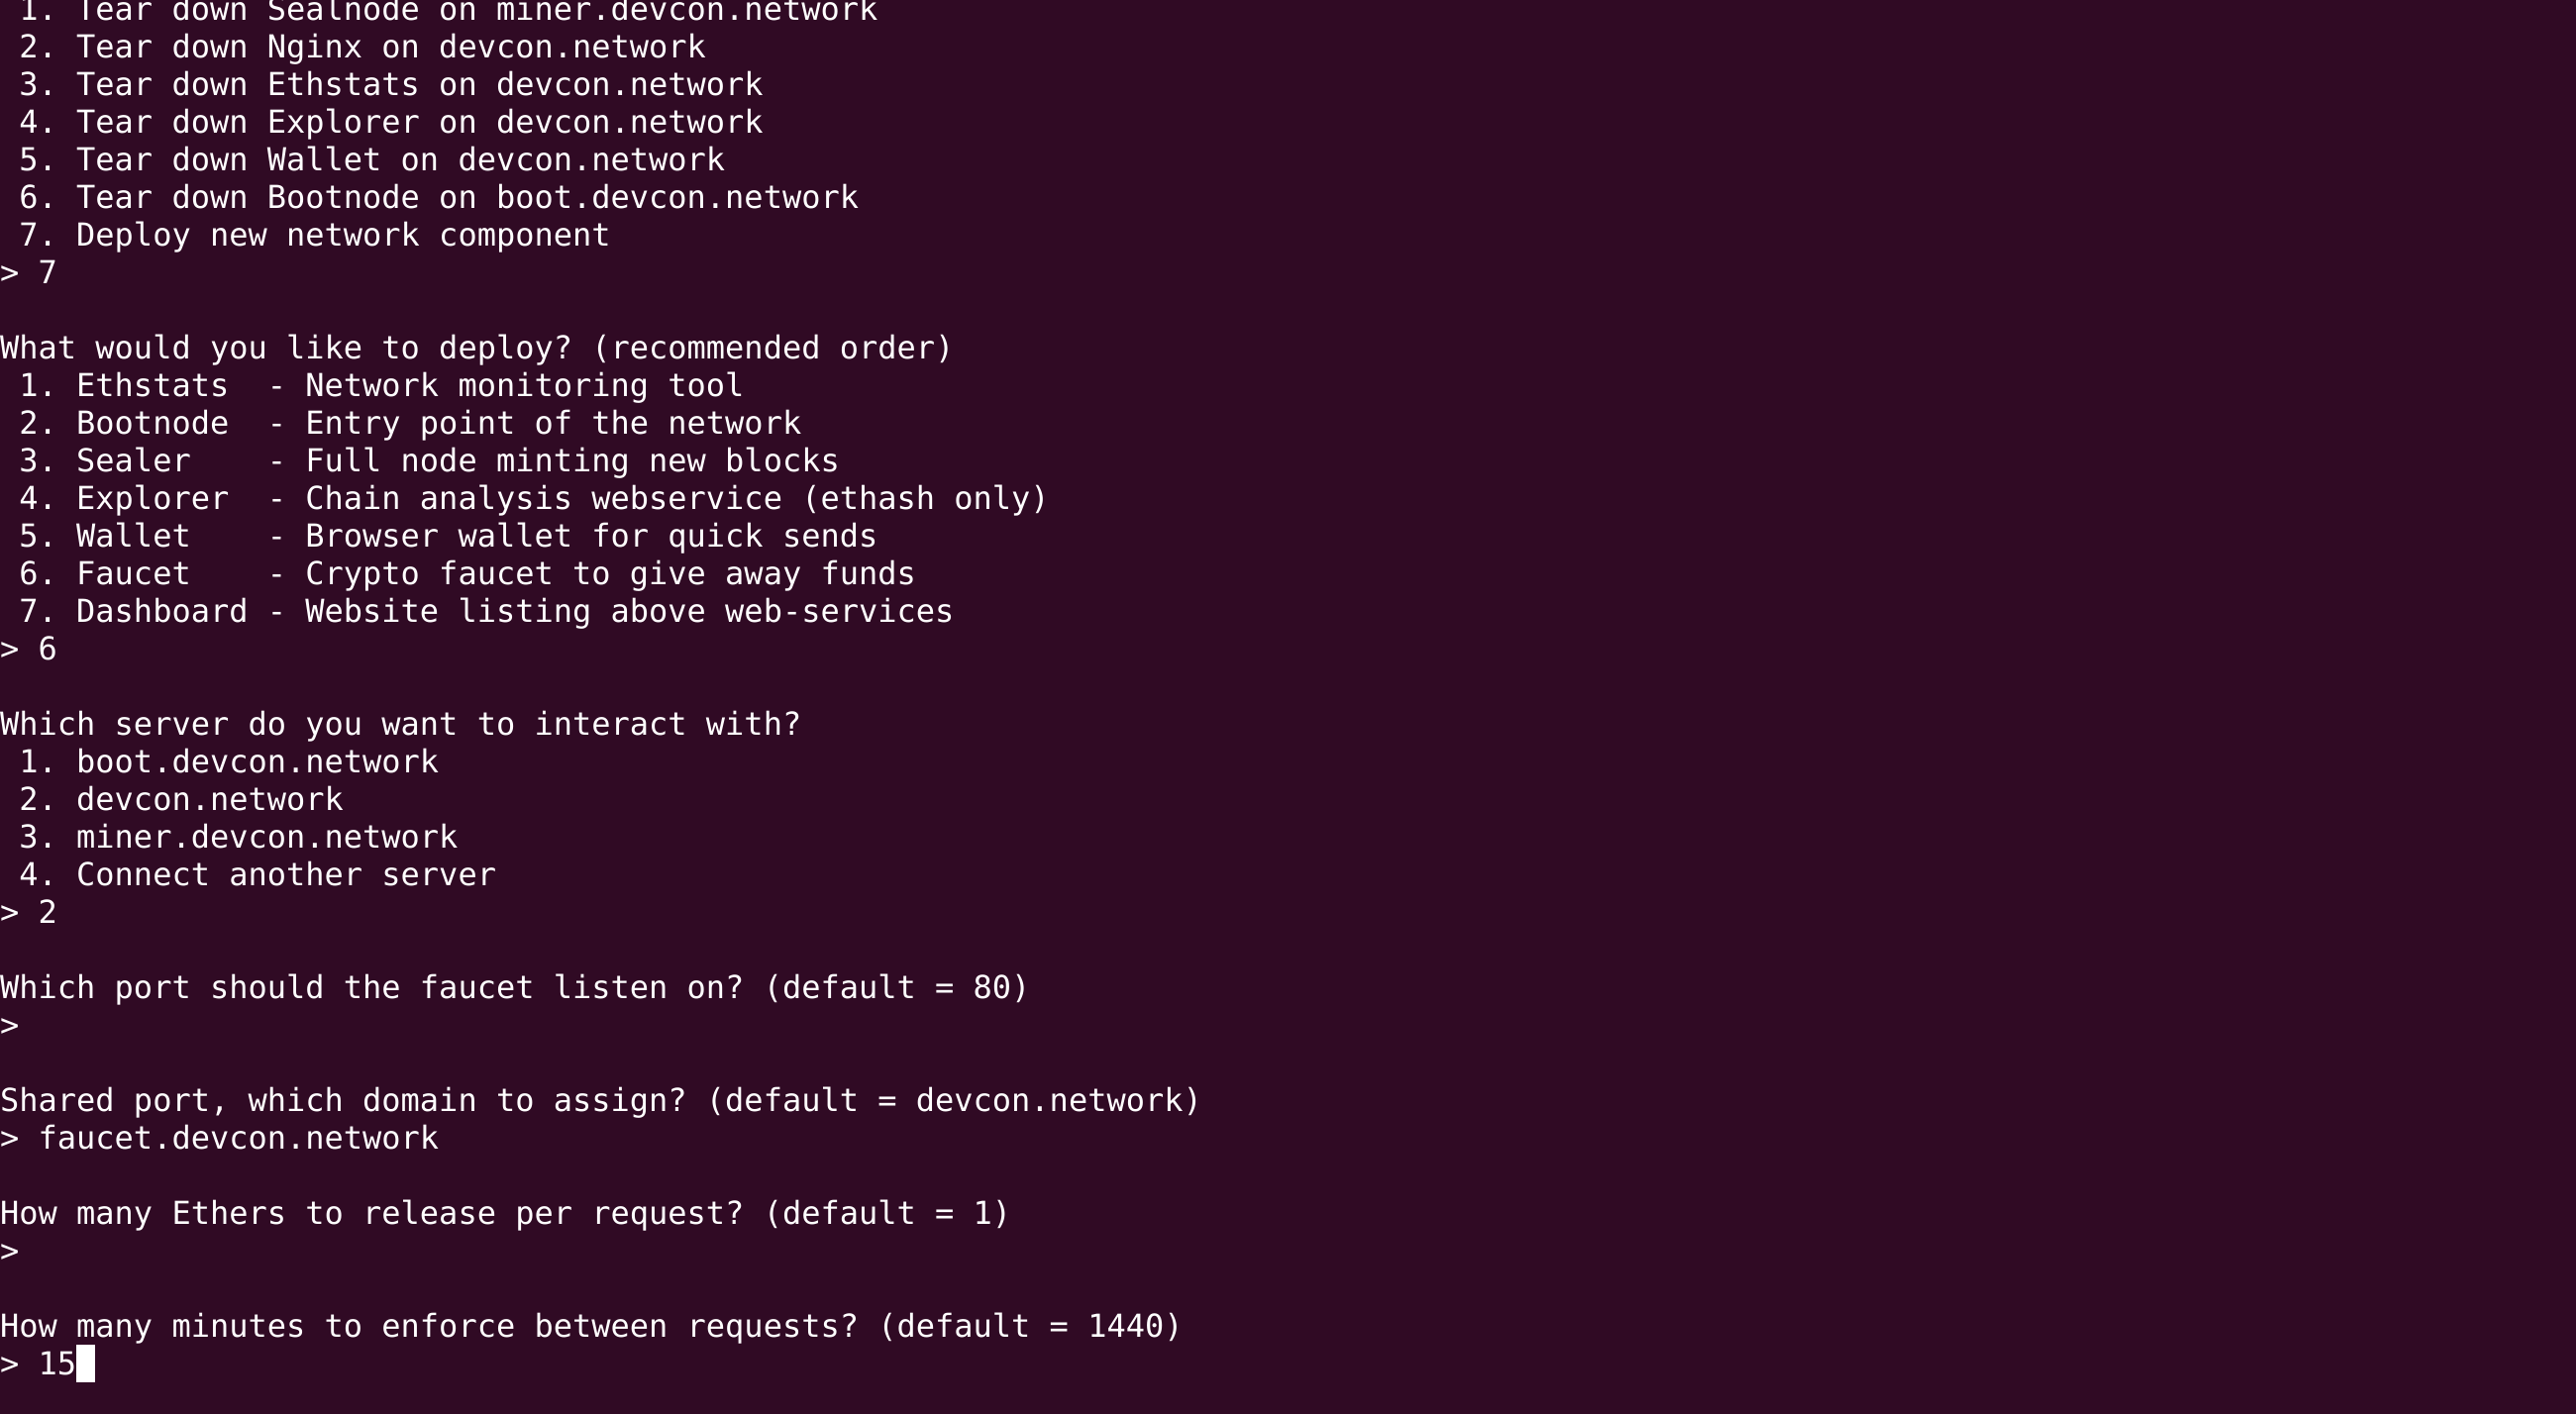 1. Tear down Sealnode on miner.devcon.network
2. Tear down Nginx on devcon.network
3. Tear down Ethstats on devcon.network
4. Tear down Explorer on devcon.network
5. Tear down Wallet on devcon.network
6. Tear down Bootnode on boot.devcon.network
7. Deploy new network component
> 7
What would you like to deploy? (recommended order)
1. Ethstats  - Network monitoring tool
2. Bootnode  - Entry point of the network
3. Sealer    - Full node minting new blocks
4. Explorer  - Chain analysis webservice (ethash only)
5. Wallet    - Browser wallet for quick sends
6. Faucet    - Crypto faucet to give away funds
7. Dashboard - Website listing above web-services
> 6
Which server do you want to interact with?
1. boot.devcon.network
2. devcon.network
3. miner.devcon.network
4. Connect another server
> 2
Which port should the faucet listen on? (default = 80)
>
Shared port, which domain to assign? (default = devcon.network)
> faucet.devcon.network
How many Ethers to release per request? (default = 1)
>
How many minutes to enforce between requests? (default = 1440)
> 15